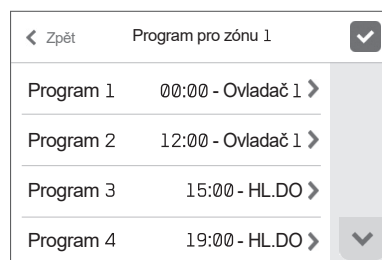 Zpět Program pro zónu 1
Program 1 00:00 - Ovladač 1
Program 2 12:00 - Ovladač 1
Program 3 15:00 - HL.DO
Program 4 19:00 - HL.DO